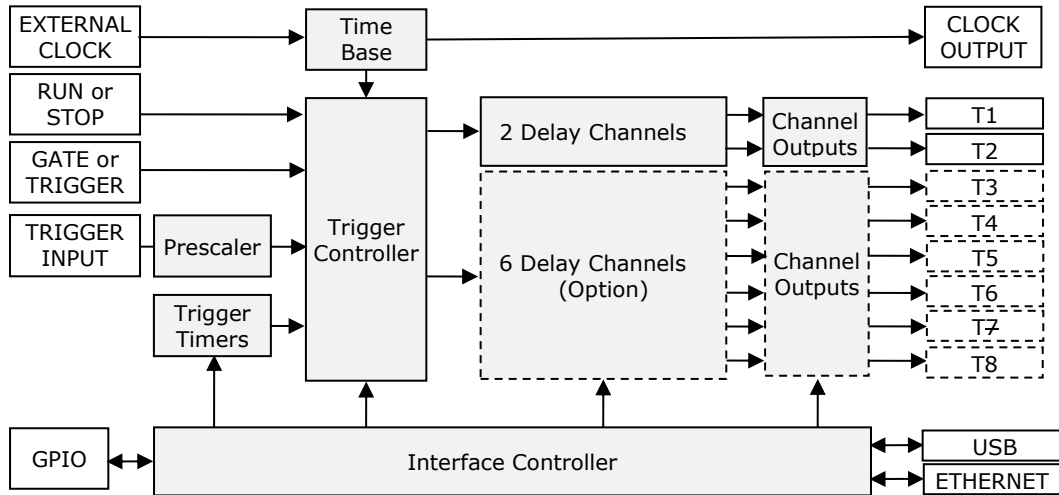 EXTERNAL
CLOCK
Time
Base
CLOCK
OUTPUT
RUN or
STOP
GATE or
TRIGGER
TRIGGER
INPUT
Prescaler
Trigger
Timers
Trigger
Controller
2 Delay Channels
6 Delay Channels
(Option)
Channel
Outputs
Channel
Outputs
T1
T2
T3
T4
T5
T6
T7
T8
GPIO
Interface Controller
USB
ETHERNET